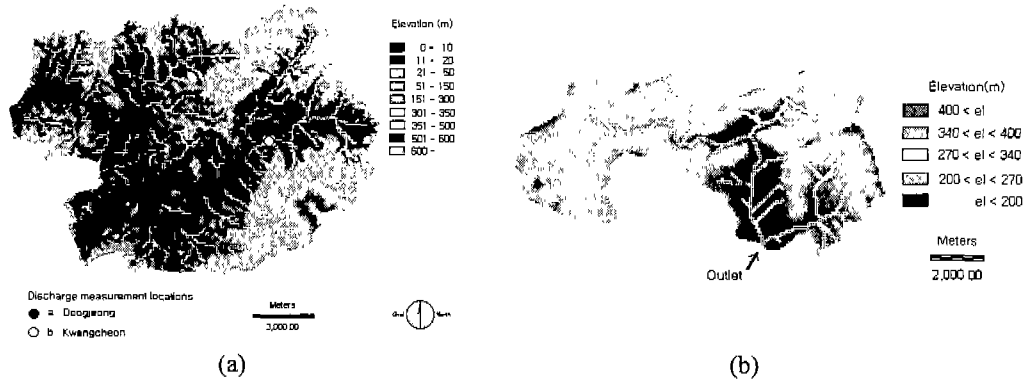 Elevation (m)
0 - 10
11 - 20
21 - 50
51 - 150
151 - 300
301 - 350
351 - 500
501 - 600
600 -
Discharge measurement locations
a
b Kwangcheon
Meters
3,000.00
Grid North
(a)
Elevation(m)
400 < el
340 < el < 400
270 < el < 340
200 < el < 270
el < 200
Meters
2,000.00
Outlet
(b)